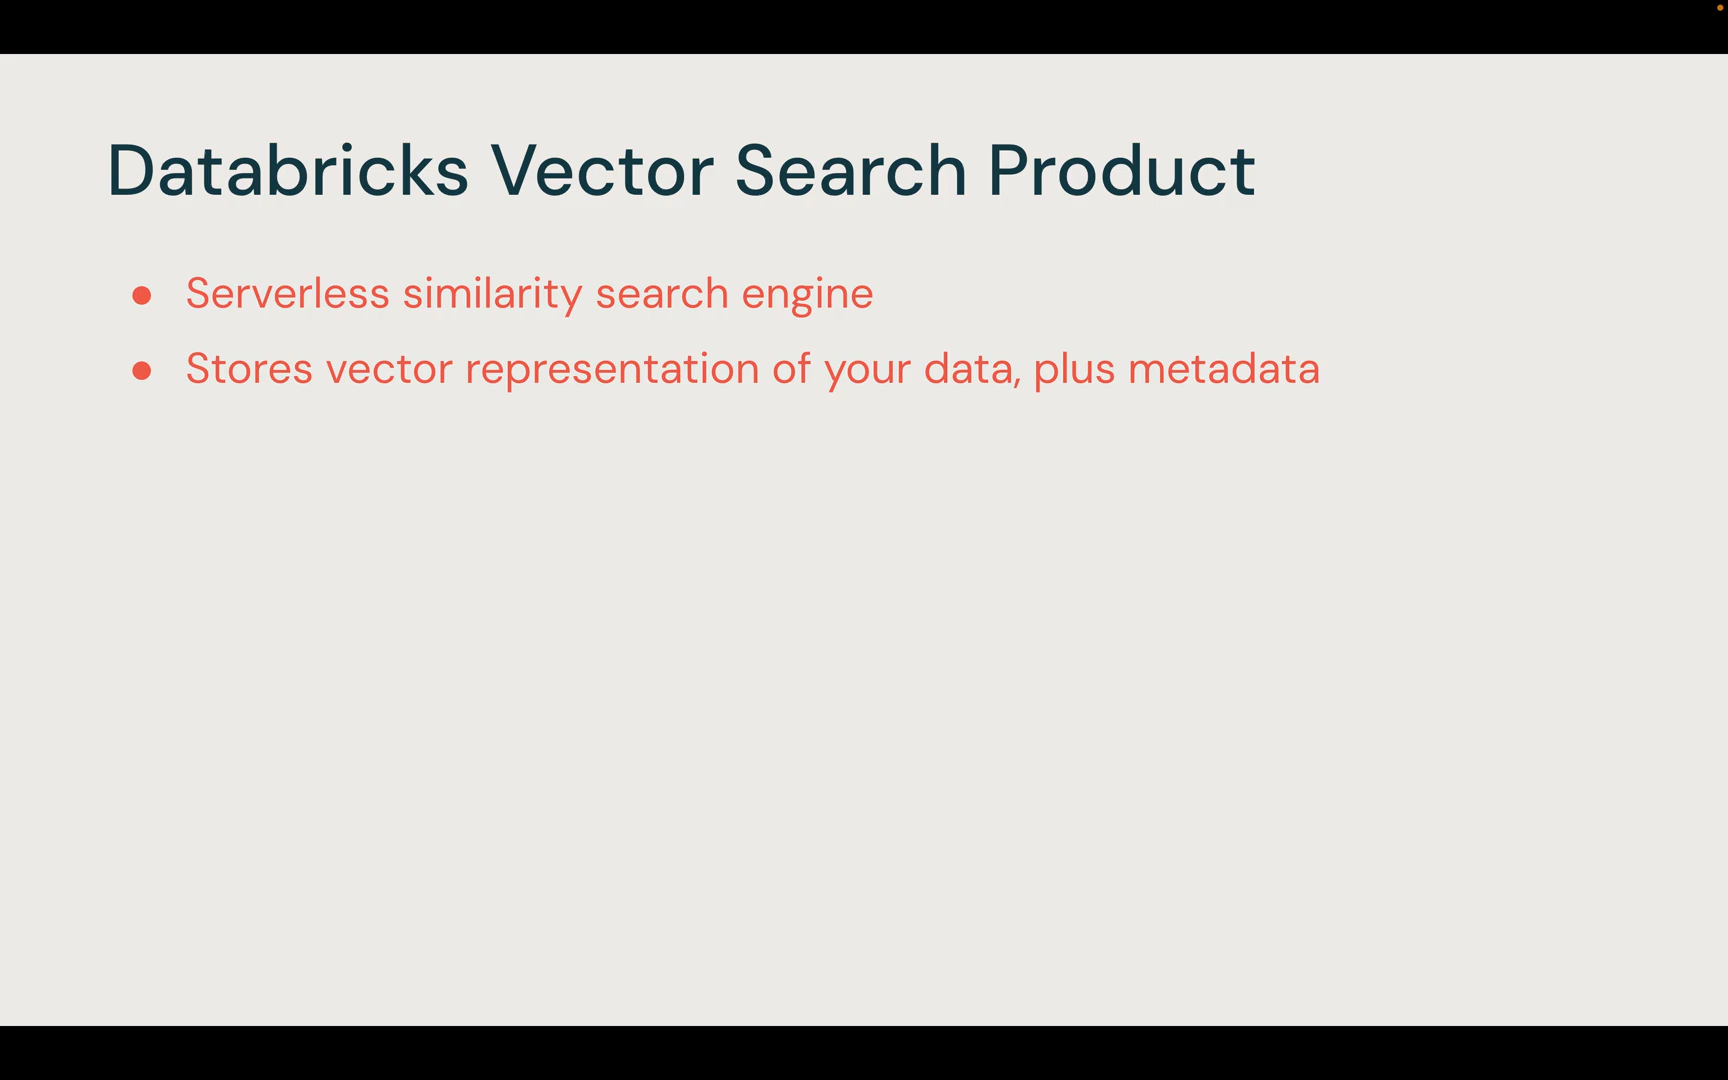 Databricks Vector Search Product
● Serverless similarity search engine
● Stores vector representation of your data, plus metadata